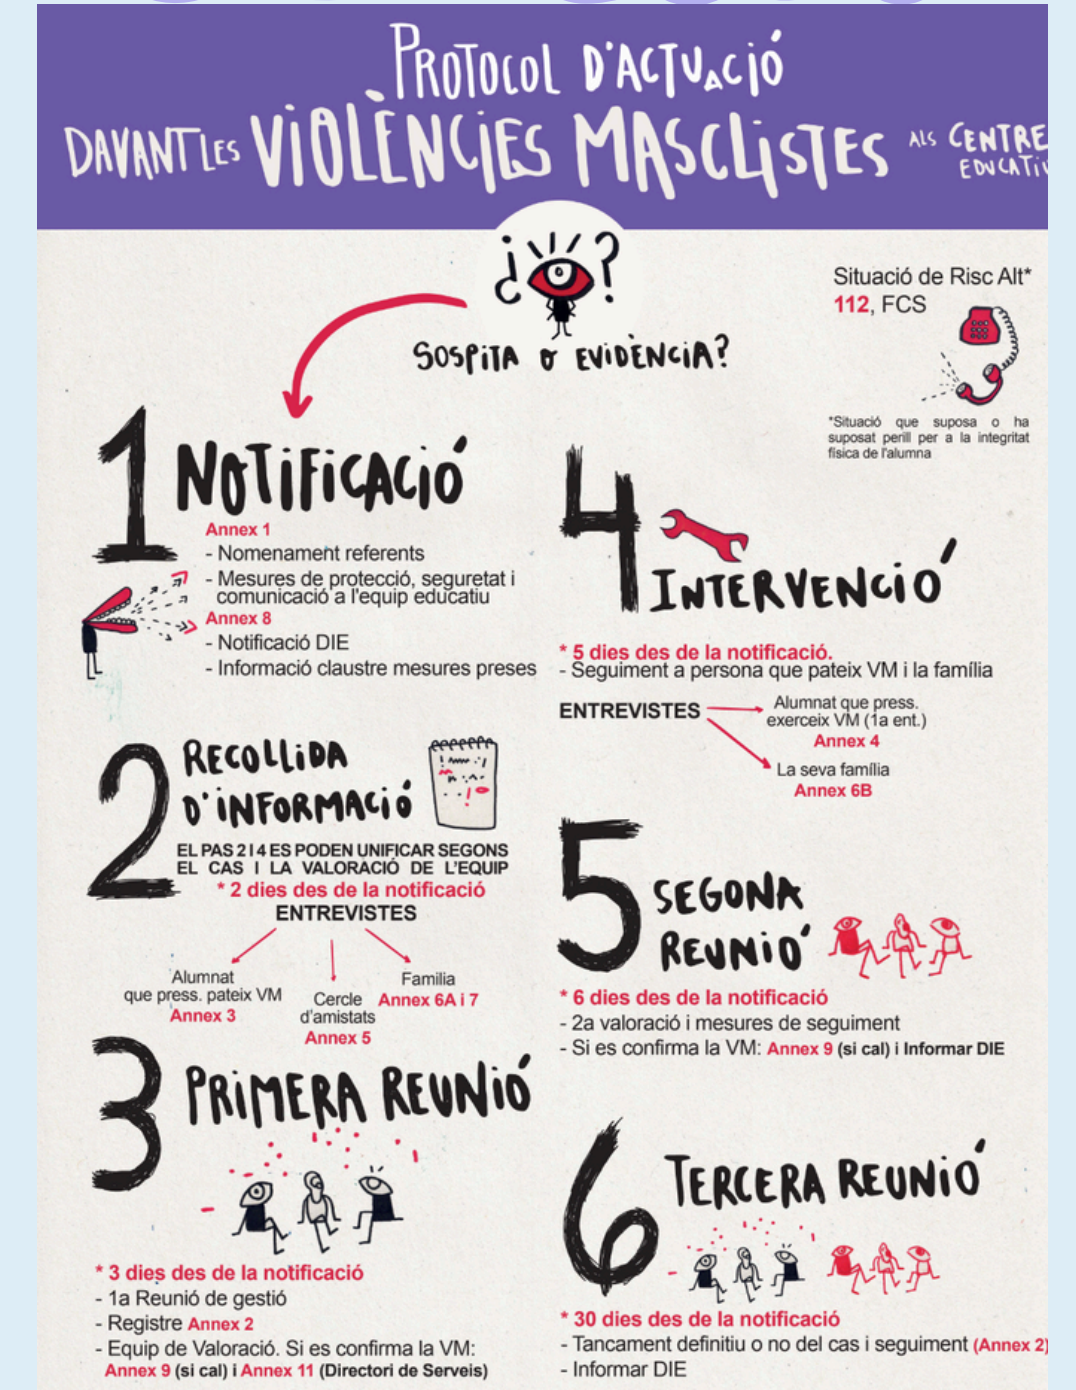 PROTOCOL D'ACTUACIÓ
DAVANT LES VIOLÈNCIES MASCLISTES ALS CENTRE
EDUCATIV
¿ ?
SOSPITA O EVIDÈNCIA?
Situació de Risc Alt*
112, FCS
*Situació que suposa o ha
suposat perill per a la integritat
física de l'alumna
1 NOTIFICACIÓ
Annex 1
- Nomenament referents
- Mesures de protecció, seguretat i
comunicació a l'equip educatiu
Annex 8
- Notificació DIE
- Informació claustre mesures preses
2 RECOLLIDA
D'INFORMACIÓ
EL PAS 2 I 4 ES PODEN UNIFICAR SEGONS
EL CAS I LA VALORACIÓ DE L'EQUIP
* 2 dies des de la notificació
ENTREVISTES
Alumnat
que press. pateix VM
Annex 3
Cercle
d'amistats
Annex 5
Familia
Annex 6A i 7
3 PRIMERA REUNIÓ
* 3 dies des de la notificació
- 1a Reunió de gestió
- Registre Annex 2
- Equip de Valoració. Si es confirma la VM:
Annex 9 (si cal) i Annex 11 (Directori de Serveis)
4 INTERVENCIÓ
* 5 dies des de la notificació.
- Seguiment a persona que pateix VM i la família
ENTREVISTES
Alumnat que press.
exerceix VM (1a ent.)
Annex 4
La seva família
Annex 6B
5 SEGONA
REUNIÓ
* 6 dies des de la notificació
- 2a valoració i mesures de seguiment
- Si es confirma la VM: Annex 9 (si cal) i Informar DIE
6 TERCERA REUNIÓ
* 30 dies des de la notificació
- Tancament definitiu o no del cas i seguiment (Annex 2)
- Informar DIE